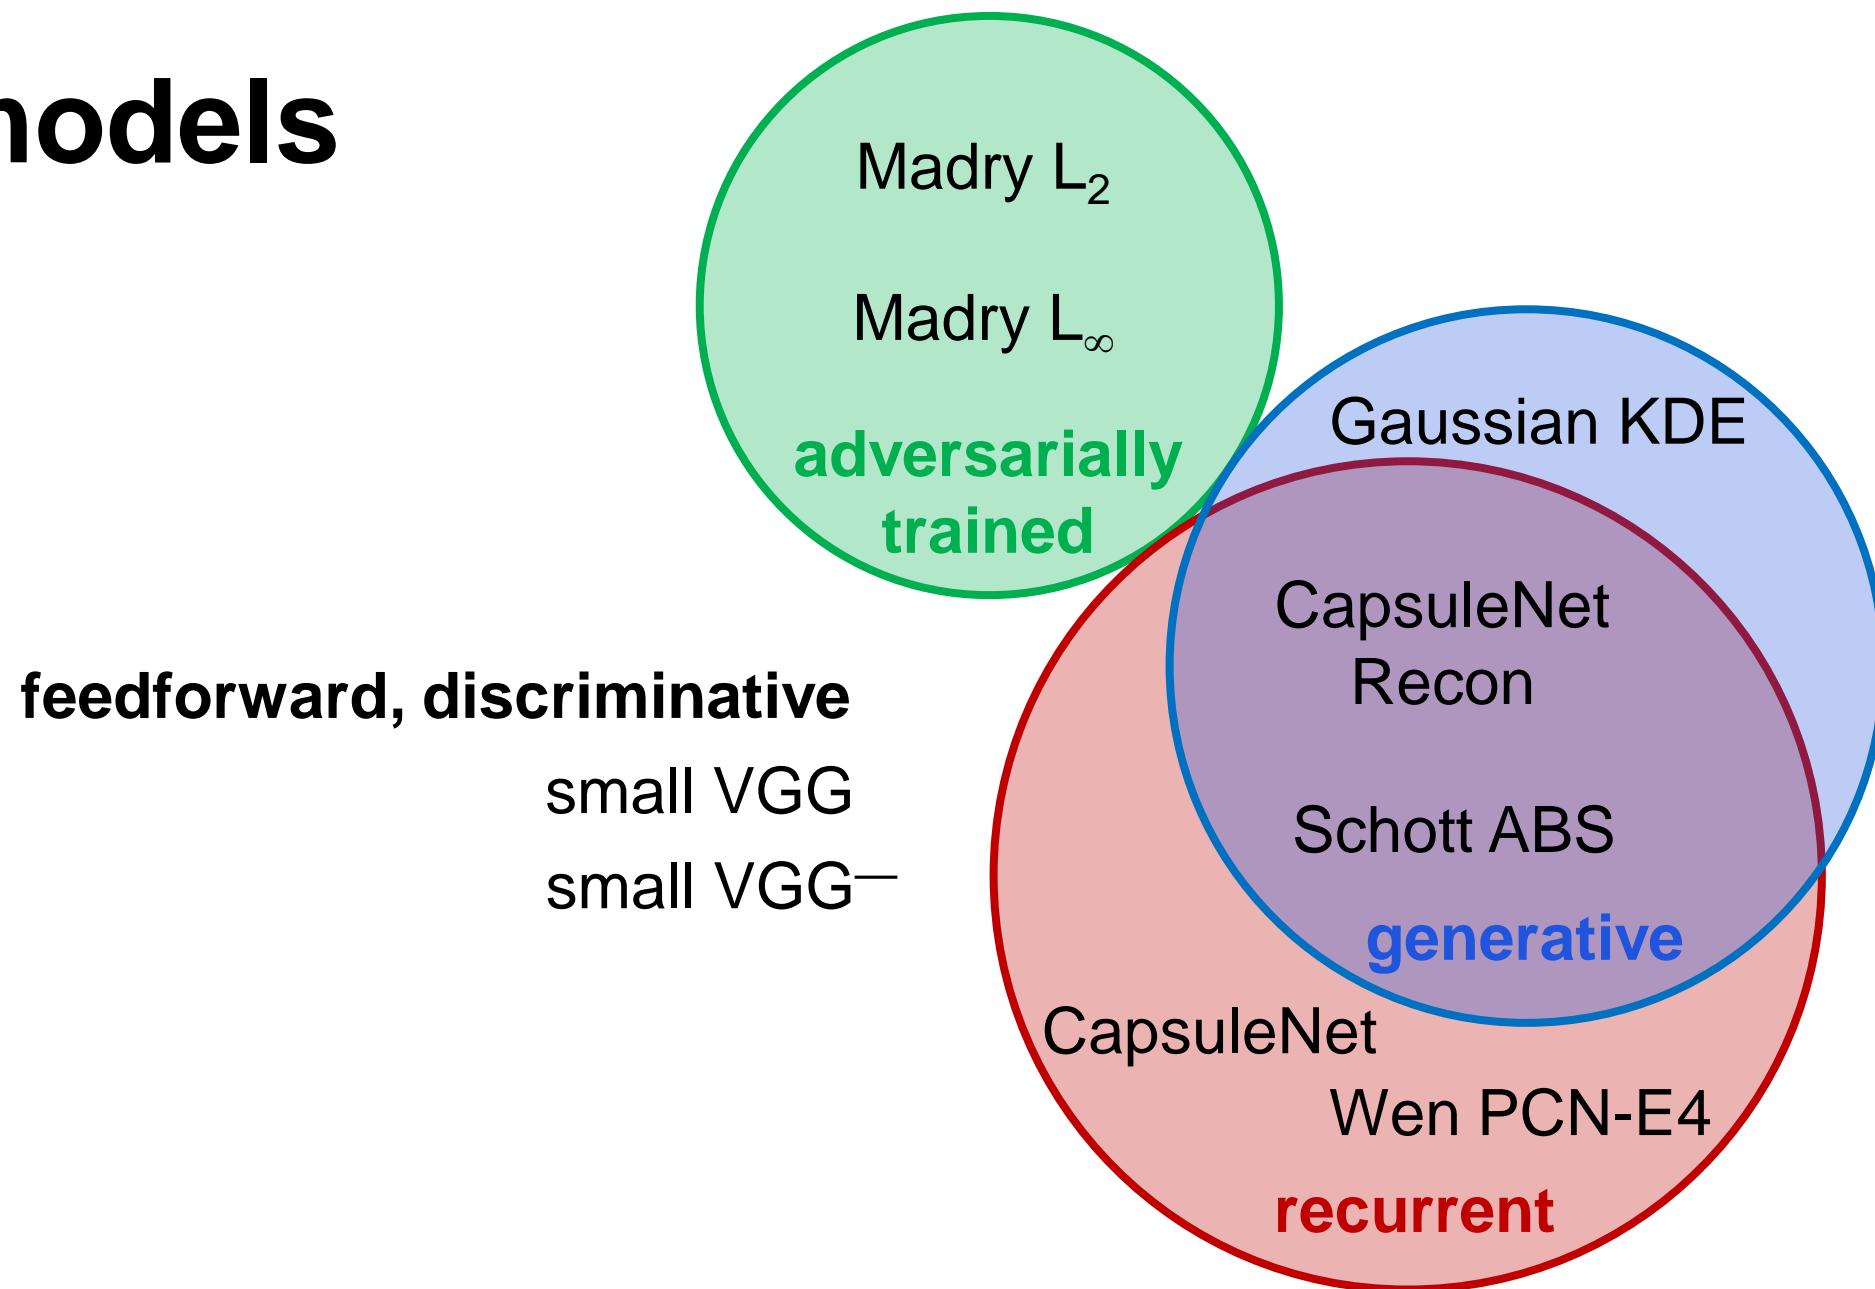 models
Madry L₂
Madry L∞
adversarially
trained
Gaussian KDE
CapsuleNet
Recon
Schott ABS
generative
feedforward, discriminative
small VGG
small VGG—
CapsuleNet
Wen PCN-E4
recurrent